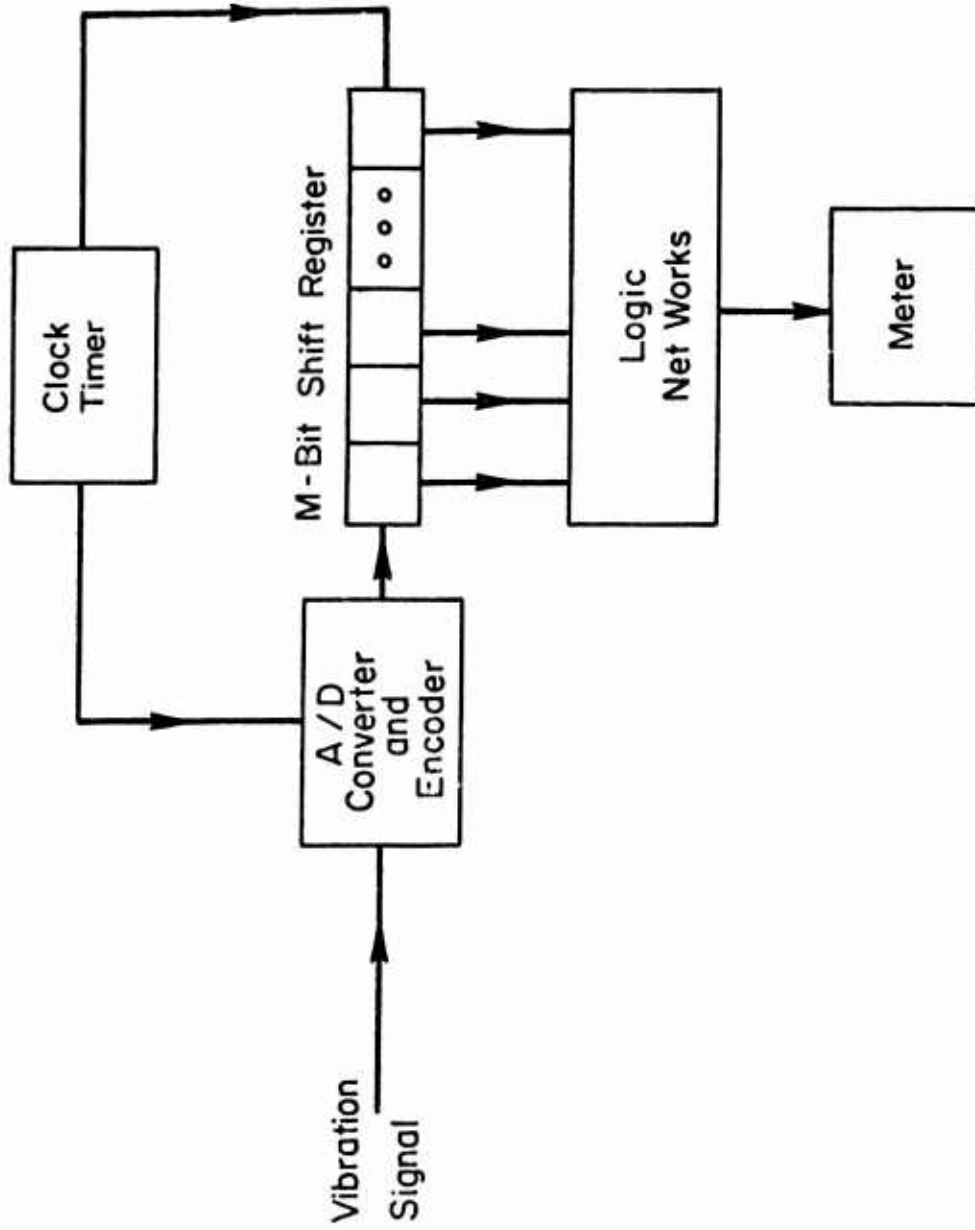 Clock
Timer
M-Bit Shift Register
A/D
Converter
and
Encoder
Vibration
Signal
Logic
Net Works
Meter